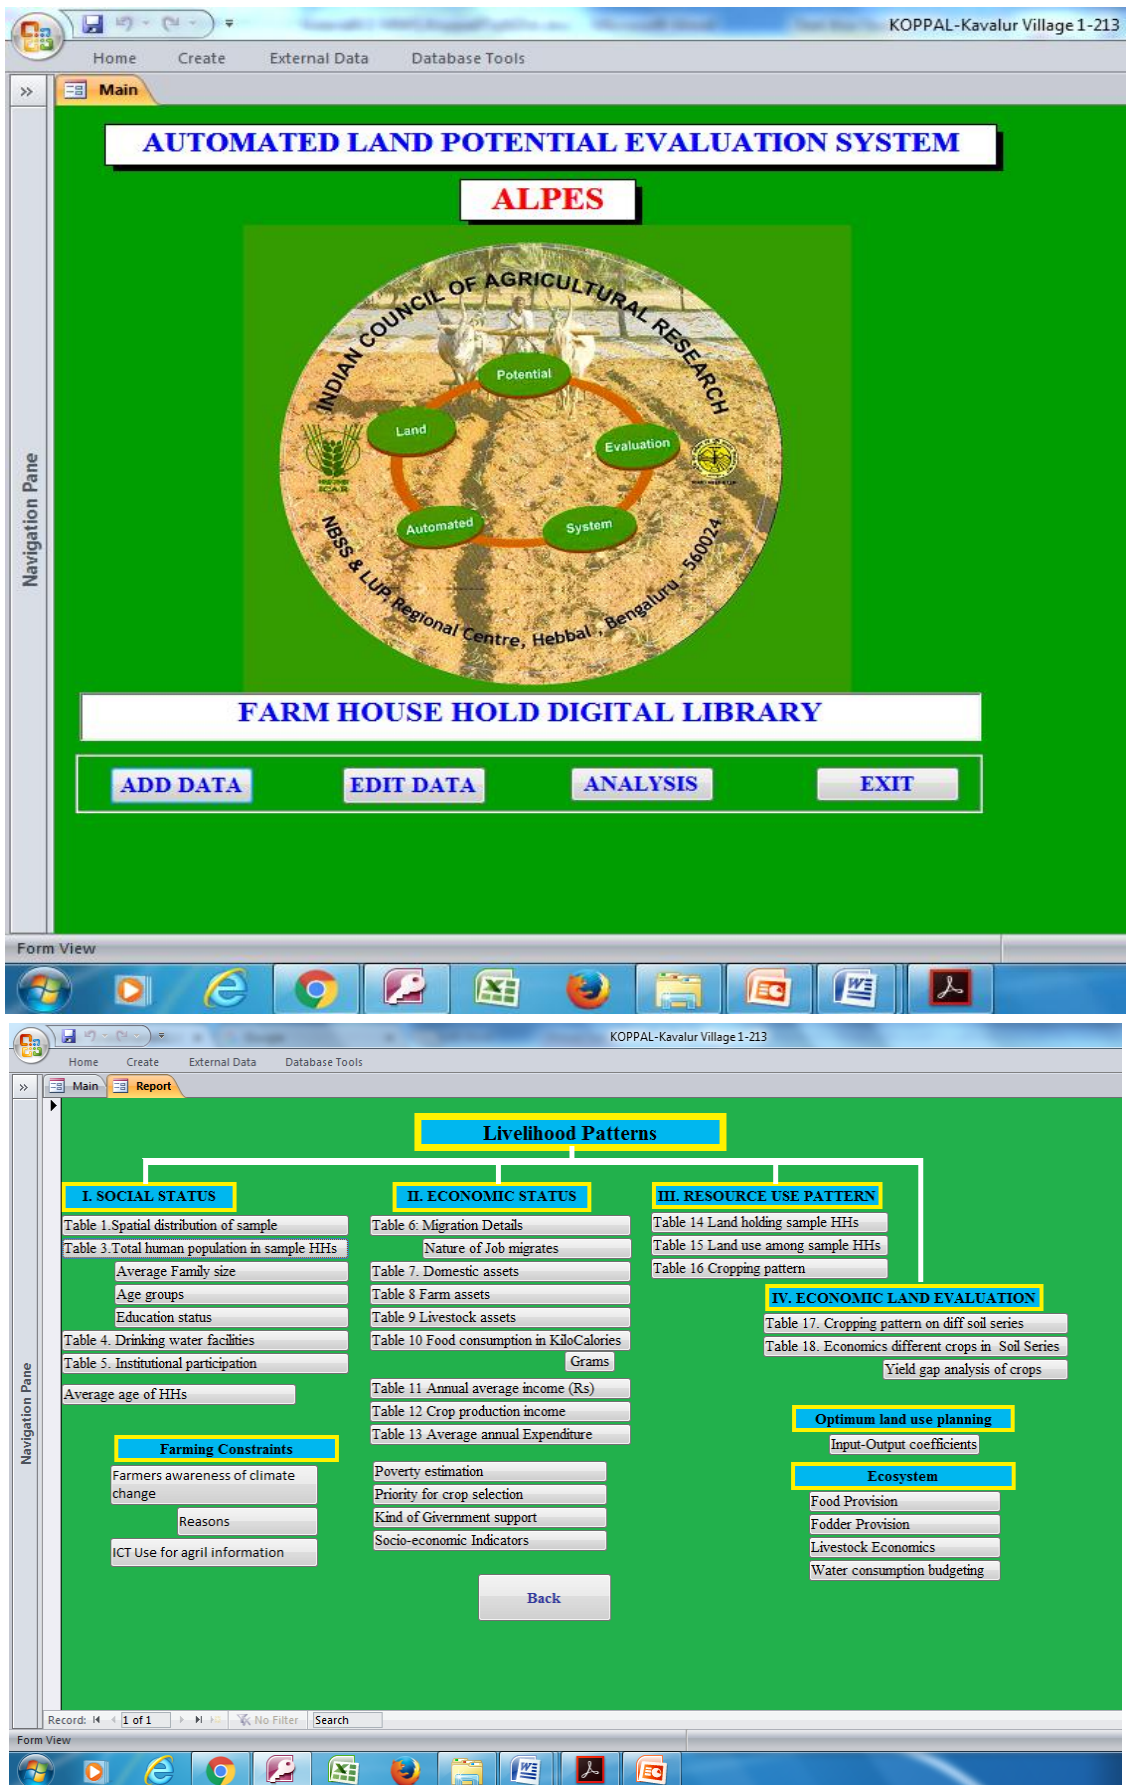 KOPPAL-Kavalur Village 1-213
Home Create External Data Database Tools
Main
AUTOMATED LAND POTENTIAL EVALUATION SYSTEM
ALPES
INDIAN COUNCIL OF AGRICULTURAL RESEARCH
Potential
Land
Evaluation
ICAR
Automated
System
NBSS & LUP, Regional Centre, Hebbal , Bengaluru - 560024
Navigation Pane
FARM HOUSE HOLD DIGITAL LIBRARY
ADD DATA EDIT DATA ANALYSIS EXIT
Form View
KOPPAL-Kavalur Village 1-213
Home Create External Data Database Tools
Main Report
Navigation Pane
Livelihood Patterns
I. SOCIAL STATUS
Table 1.Spatial distribution of sample
Table 3.Total human population in sample HHs
Average Family size
Age groups
Education status
Table 4. Drinking water facilities
Table 5. Institutional participation
Average age of HHs
Farming Constraints
Farmers awareness of climate
change
Reasons
ICT Use for agril information
II. ECONOMIC STATUS
Table 6: Migration Details
Nature of Job migrates
Table 7. Domestic assets
Table 8 Farm assets
Table 9 Livestock assets
Table 10 Food consumption in KiloCalories
Grams
Table 11 Annual average income (Rs)
Table 12 Crop production income
Table 13 Average annual Expenditure
Poverty estimation
Priority for crop selection
Kind of Givernment support
Socio-economic Indicators
Back
III. RESOURCE USE PATTERN
Table 14 Land holding sample HHs
Table 15 Land use among sample HHs
Table 16 Cropping pattern
IV. ECONOMIC LAND EVALUATION
Table 17. Cropping pattern on diff soil series
Table 18. Economics different crops in Soil Series
Yield gap analysis of crops
Optimum land use planning
Input-Output coefficients
Ecosystem
Food Provision
Fodder Provision
Livestock Economics
Water consumption budgeting
Record: 1 of 1 No Filter Search
Form View